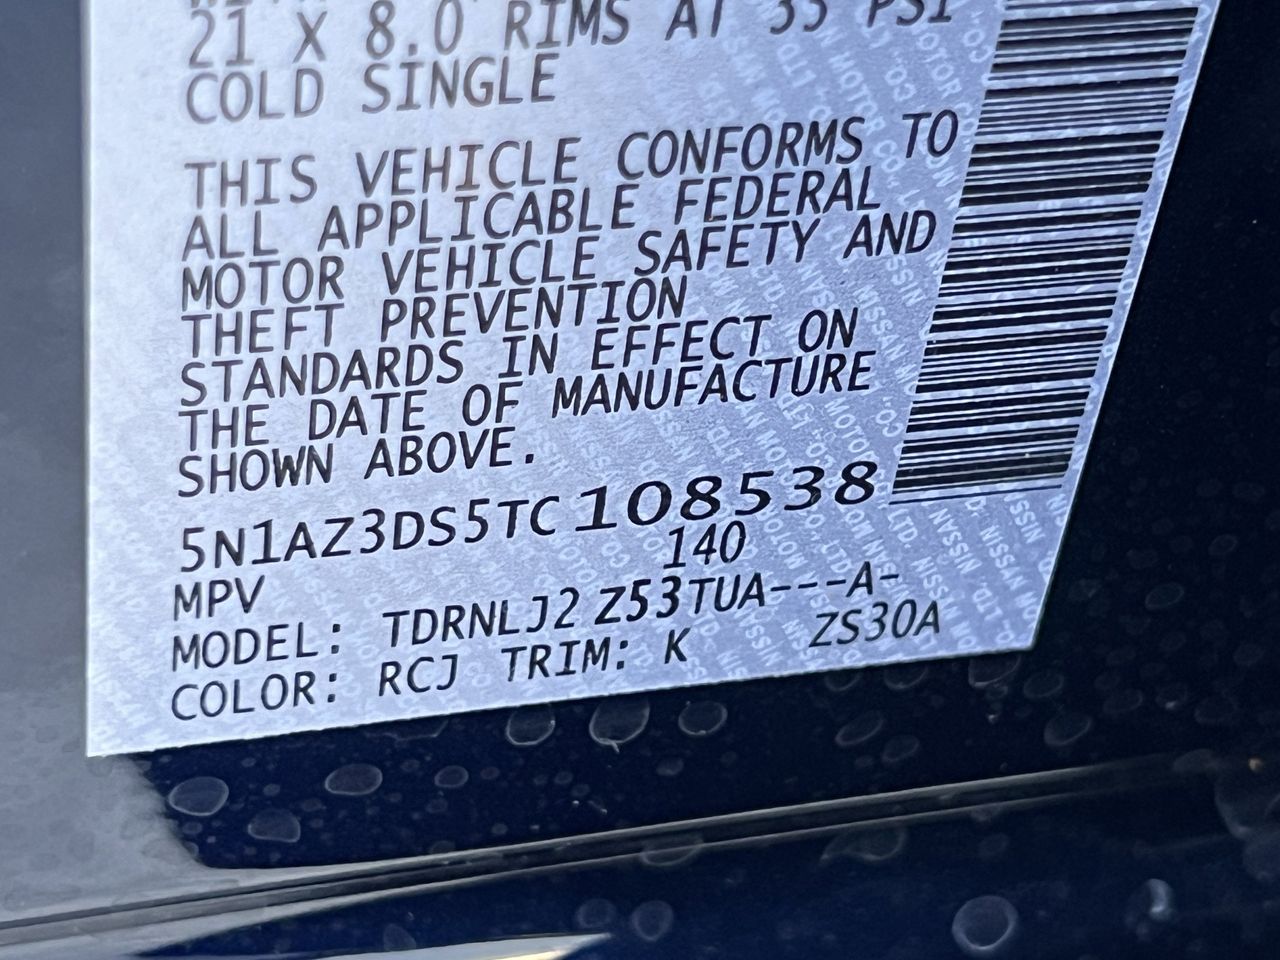 21 X 8.0 RIMS AT 35 PSI
COLD SINGLE
THIS VEHICLE CONFORMS TO
ALL APPLICABLE FEDERAL
MOTOR VEHICLE SAFETY AND
THEFT PREVENTION
STANDARDS IN EFFECT ON
THE DATE OF MANUFACTURE
SHOWN ABOVE.
5N1AZ3DS5TC108538
MPV 140
MODEL: TDRNLJ2Z53TUA---A-
COLOR: RCJ TRIM: K ZS30A